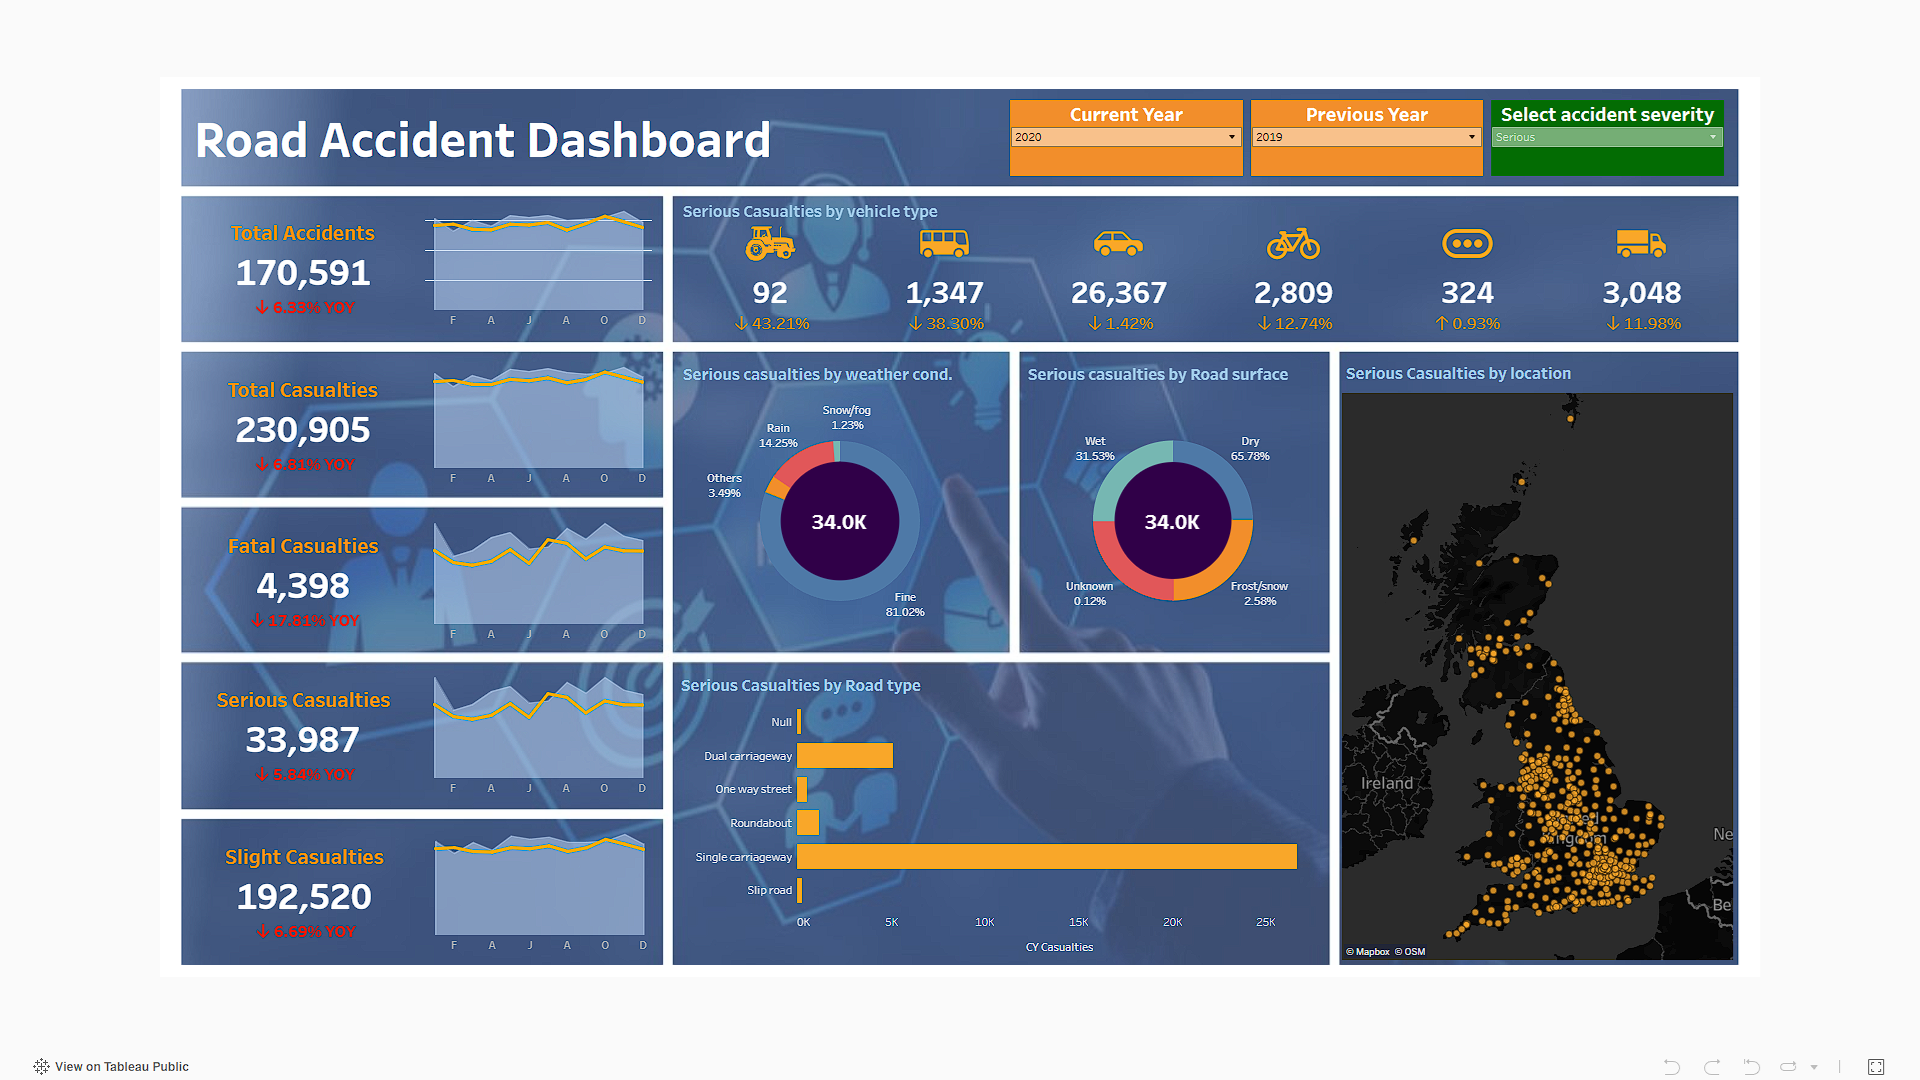 Road Accident Dashboard
Current Year
2020
Previous Year
2019
Select accident severity
Serious
Total Accidents
170,591
↓ 6.33% YOY
F A J A O D
Total Casualties
230,905
↓ 6.81% YOY
F A J A O D
Fatal Casualties
4,398
↓ 17.81% YOY
F A J A O D
Serious Casualties
33,987
↓ 5.84% YOY
F A J A O D
Slight Casualties
192,520
↓ 6.69% YOY
F A J A O D
Serious Casualties by vehicle type
92 1,347 26,367 2,809 324 3,048
↓ 43.21% ↓ 38.30% ↓ 1.42% ↓ 12.74% ↑ 0.93% ↓ 11.98%
Serious casualties by weather cond.
Snow/fog
1.23%
Rain
14.25%
Others
3.49%
34.0K
Fine
81.02%
Serious casualties by Road surface
Wet
31.53%
Dry
65.78%
34.0K
Unknown
0.12%
Frost/snow
2.58%
Serious Casualties by Road type
Null
Dual carriageway
One way street
Roundabout
Single carriageway
Slip road
0K 5K 10K 15K 20K 25K
CY Casualties
Serious Casualties by location
Ireland
United
Kingdom
Ne
Be
© Mapbox © OSM
View on Tableau Public